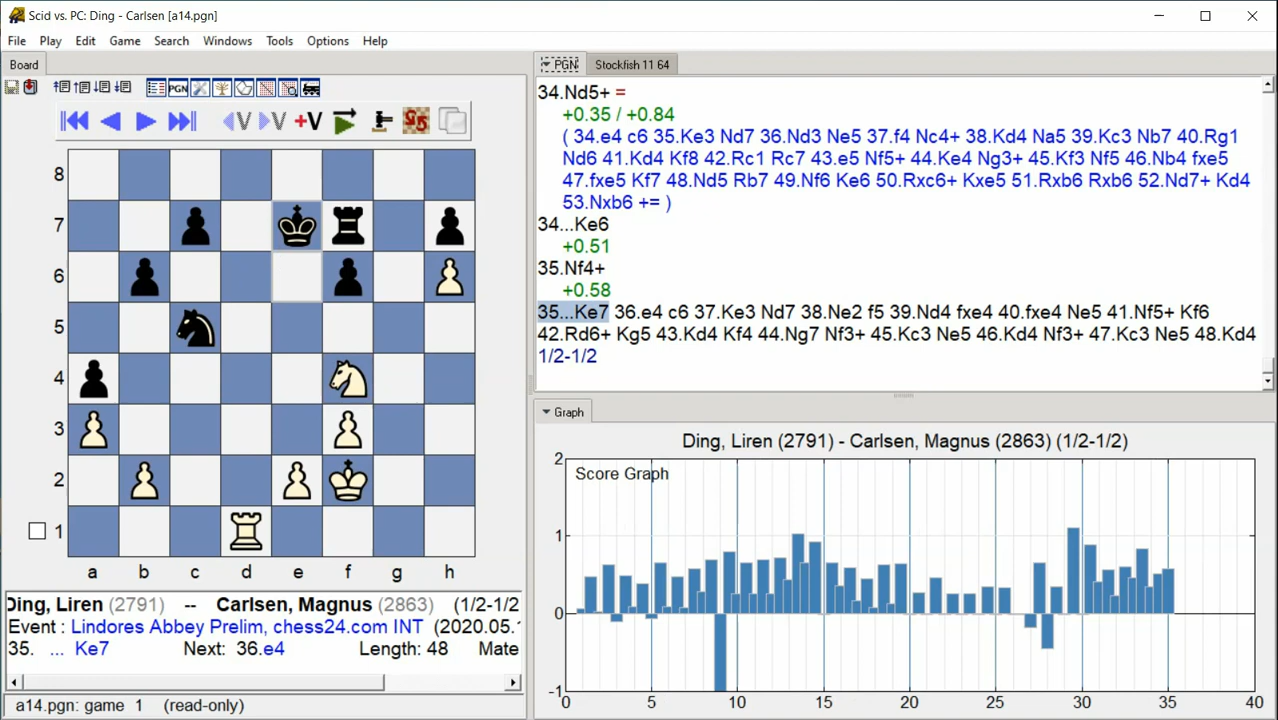 Scid vs. PC: Ding - Carlsen [a14.pgn]
File Play Edit Game Search Windows Tools Options Help
Board
PGN
V V +V
8
7
6
5
4
3
2
1
a b c d e f g h
Ding, Liren (2791) -- Carlsen, Magnus (2863) (1/2-1/2
Event : Lindores Abbey Prelim, chess24.com INT (2020.05.1
35. ... Ke7 Next: 36.e4 Length: 48 Mate
a14.pgn: game 1 (read-only)
PGN Stockfish 11 64
34.Nd5+ =
+0.35 / +0.84
( 34.e4 c6 35.Ke3 Nd7 36.Nd3 Ne5 37.f4 Nc4+ 38.Kd4 Na5 39.Kc3 Nb7 40.Rg1
Nd6 41.Kd4 Kf8 42.Rc1 Rc7 43.e5 Nf5+ 44.Ke4 Ng3+ 45.Kf3 Nf5 46.Nb4 fxe5
47.fxe5 Kf7 48.Nd5 Rb7 49.Nf6 Ke6 50.Rxc6+ Kxe5 51.Rxb6 Rxb6 52.Nd7+ Kd4
53.Nxb6 += )
34...Ke6
+0.51
35.Nf4+
+0.58
35...Ke7 36.e4 c6 37.Ke3 Nd7 38.Ne2 f5 39.Nd4 fxe4 40.fxe4 Ne5 41.Nf5+ Kf6
42.Rd6+ Kg5 43.Kd4 Kf4 44.Ng7 Nf3+ 45.Kc3 Ne5 46.Kd4 Nf3+ 47.Kc3 Ne5 48.Kd4
1/2-1/2
Graph
Ding, Liren (2791) - Carlsen, Magnus (2863) (1/2-1/2)
Score Graph
2
1
0
-1
0 5 10 15 20 25 30 35 40